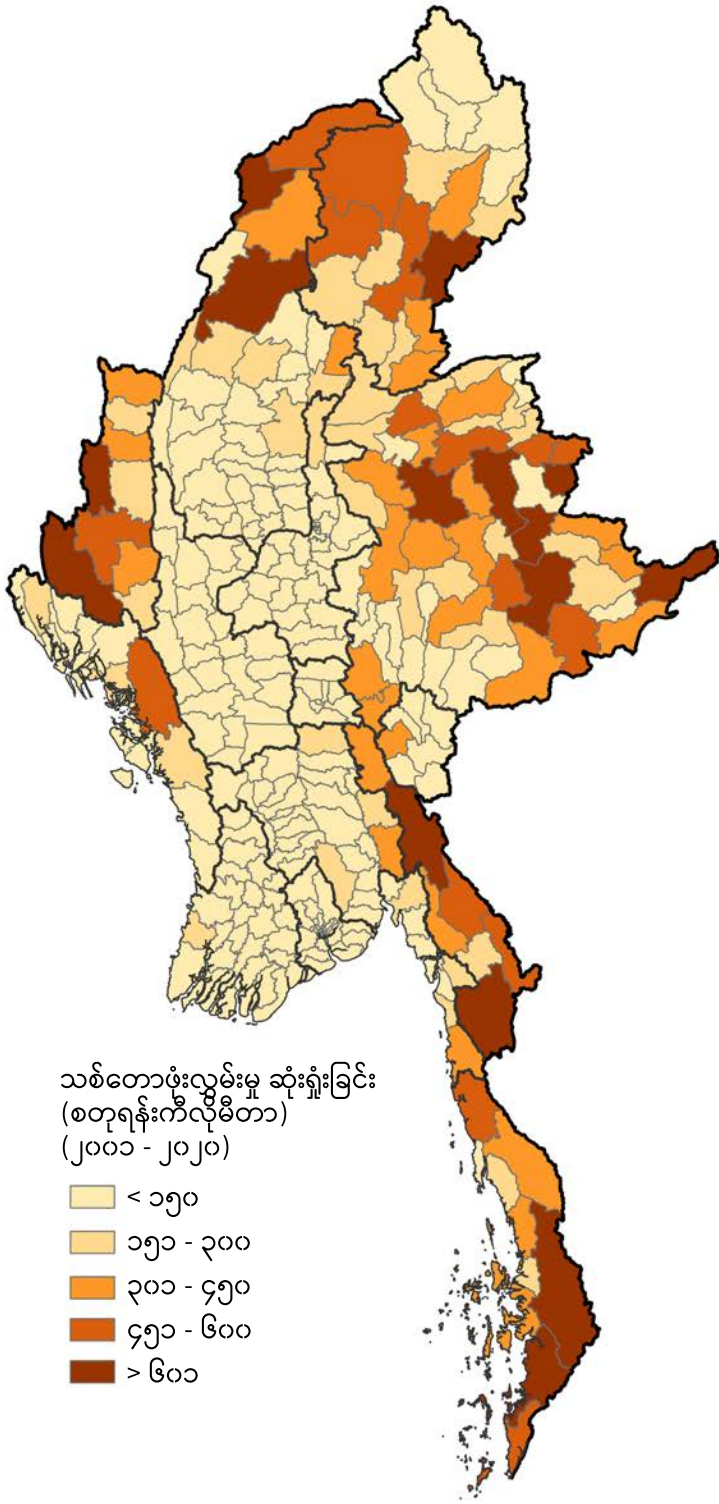 သစ်တောဖုံးလွှမ်းမှု ဆုံးရှုံးခြင်း
(စတုရန်းကီလိုမီတာ)
(၂၀၀၁ - ၂၀၂၀)
< ၁၅၀
၁၅၁ - ၃၀၀
၃၀၁ - ၄၅၀
၄၅၁ - ၆၀၀
> ၆၀၁